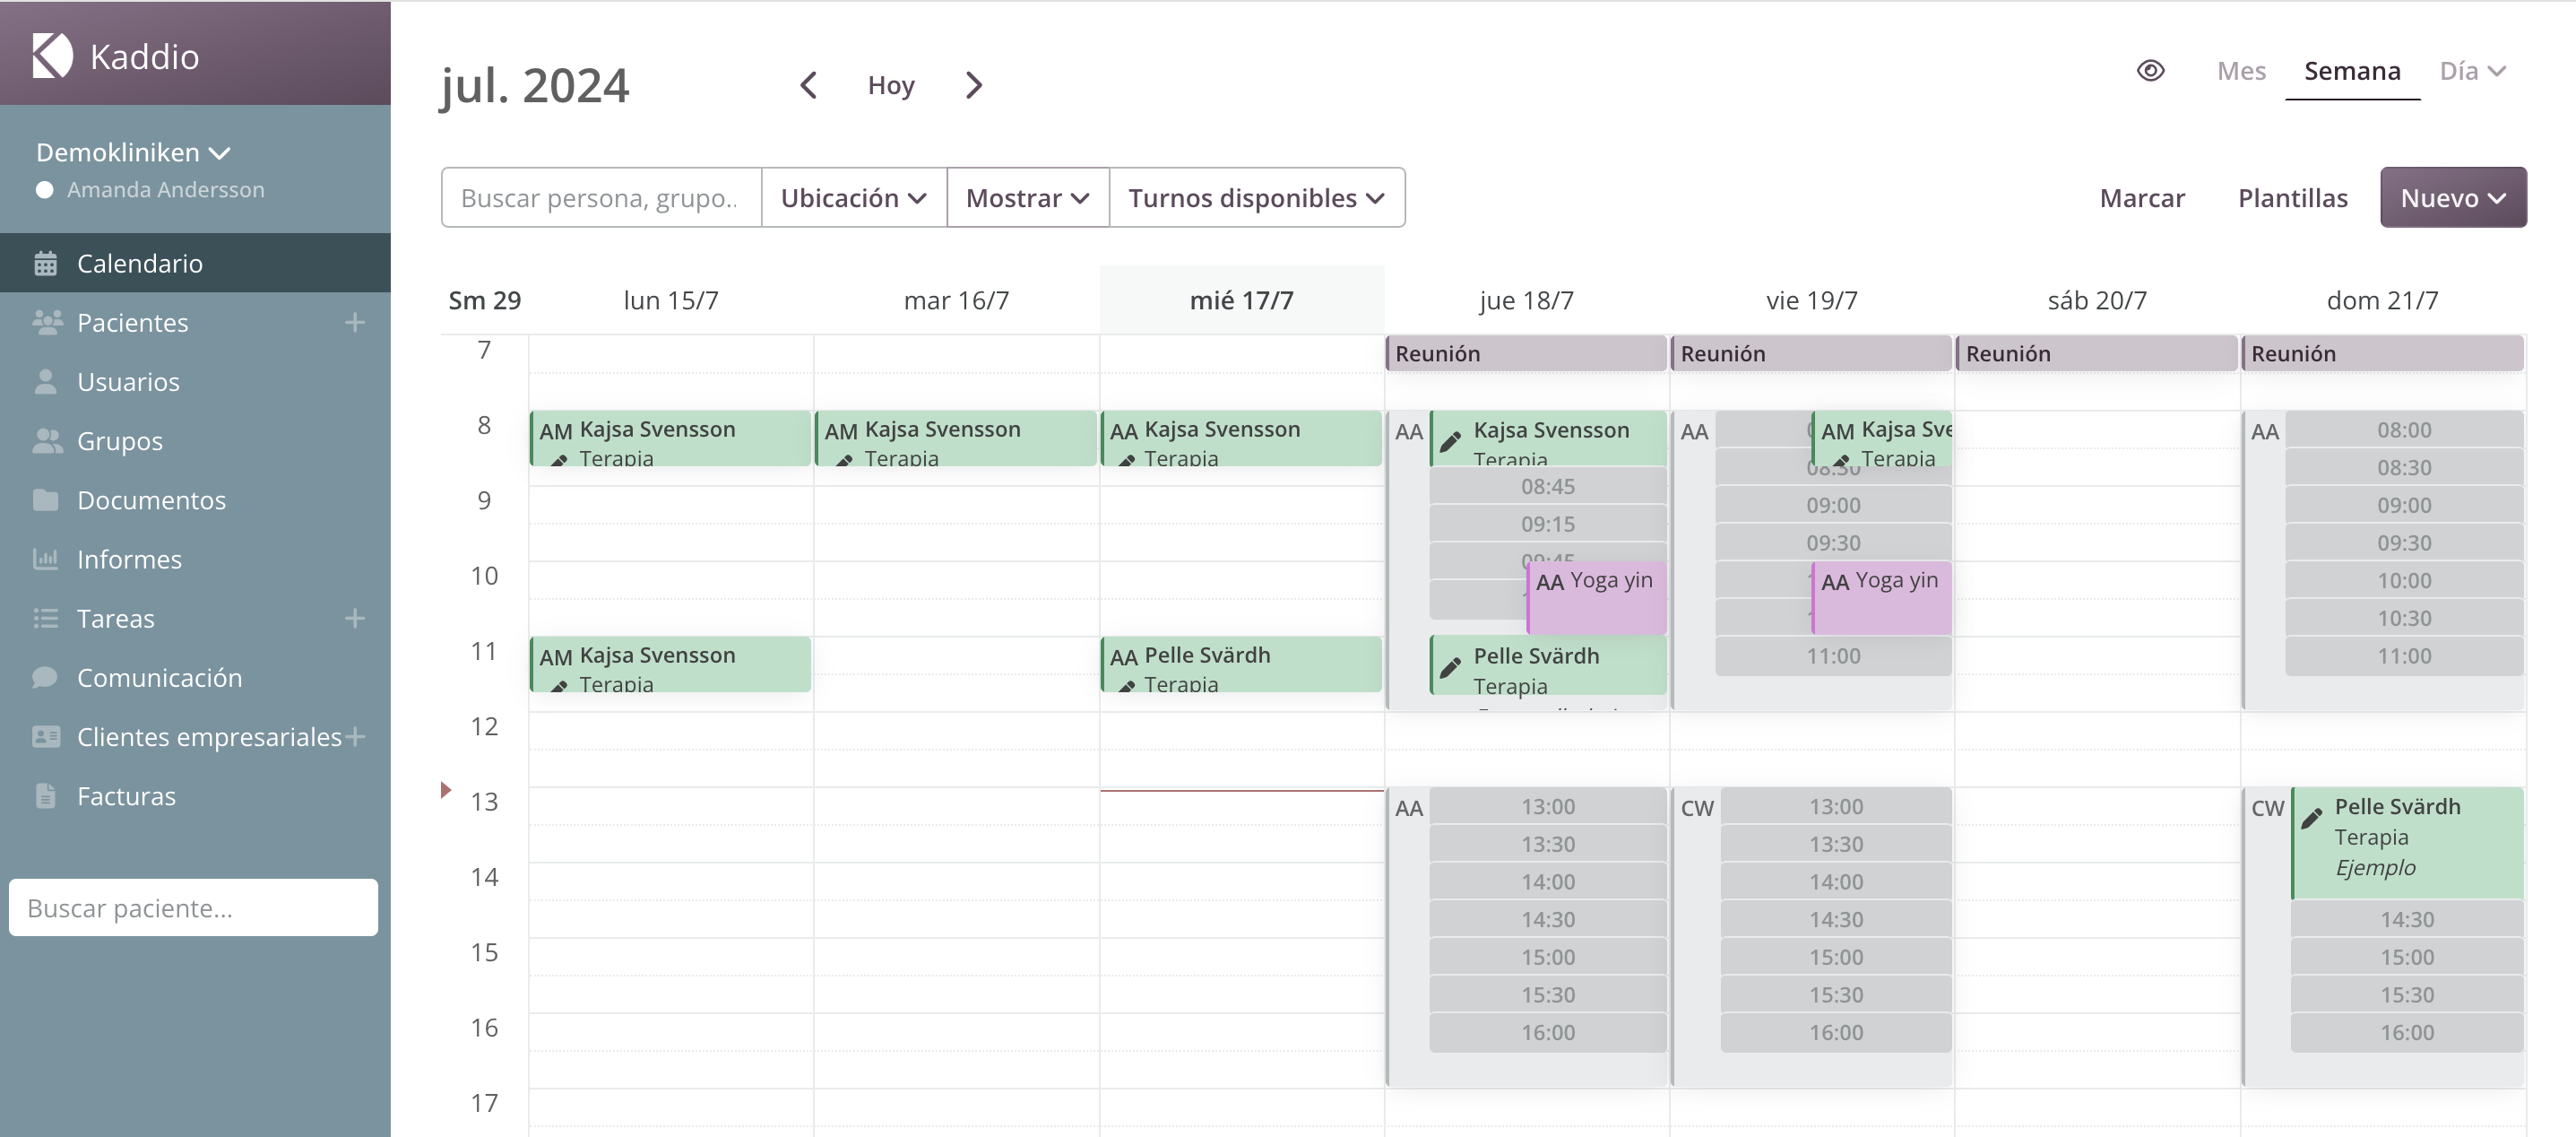 Kaddio
Demokliniken
Amanda Andersson
Calendario
Pacientes
Usuarios
Grupos
Documentos
Informes
Tareas
Comunicación
Clientes empresariales
Facturas
Buscar paciente...
jul. 2024
Hoy
Mes Semana Día
Buscar persona, grupo..
Ubicación Mostrar Turnos disponibles
Marcar Plantillas Nuevo
Sm 29 lun 15/7 mar 16/7 mié 17/7 jue 18/7 vie 19/7 sáb 20/7 dom 21/7
7
8
9
10
11
12
13
14
15
16
17
AM Kajsa Svensson
Terapia
AM Kajsa Svensson
Terapia
AM Kajsa Svensson
Terapia
AA Kajsa Svensson
Terapia
AA Pelle Svärdh
Terapia
Reunión
AA
Kajsa Svensson
Terapia
08:45
09:15
09:45
AA Yoga yin
Pelle Svärdh
Terapia
AA
13:00
13:30
14:00
14:30
15:00
15:30
16:00
Reunión
AA
AM Kajsa Sve
Terapia
08:30
09:00
09:30
AA Yoga yin
11:00
CW
13:00
13:30
14:00
14:30
15:00
15:30
16:00
Reunión
Reunión
AA
08:00
08:30
09:00
09:30
10:00
10:30
11:00
CW
Pelle Svärdh
Terapia
Ejemplo
14:30
15:00
15:30
16:00